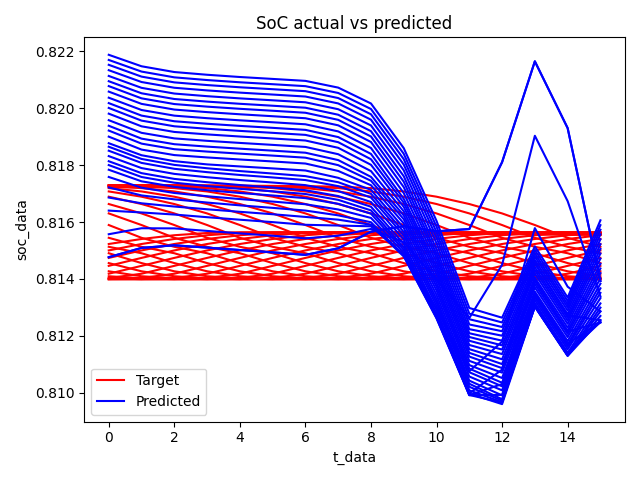 SoC actual vs predicted
0.822
0.820
0.818
0.816
0.814
0.812
0.810
soc_data
Target
Predicted
0 2 4 6 8 10 12 14
t_data